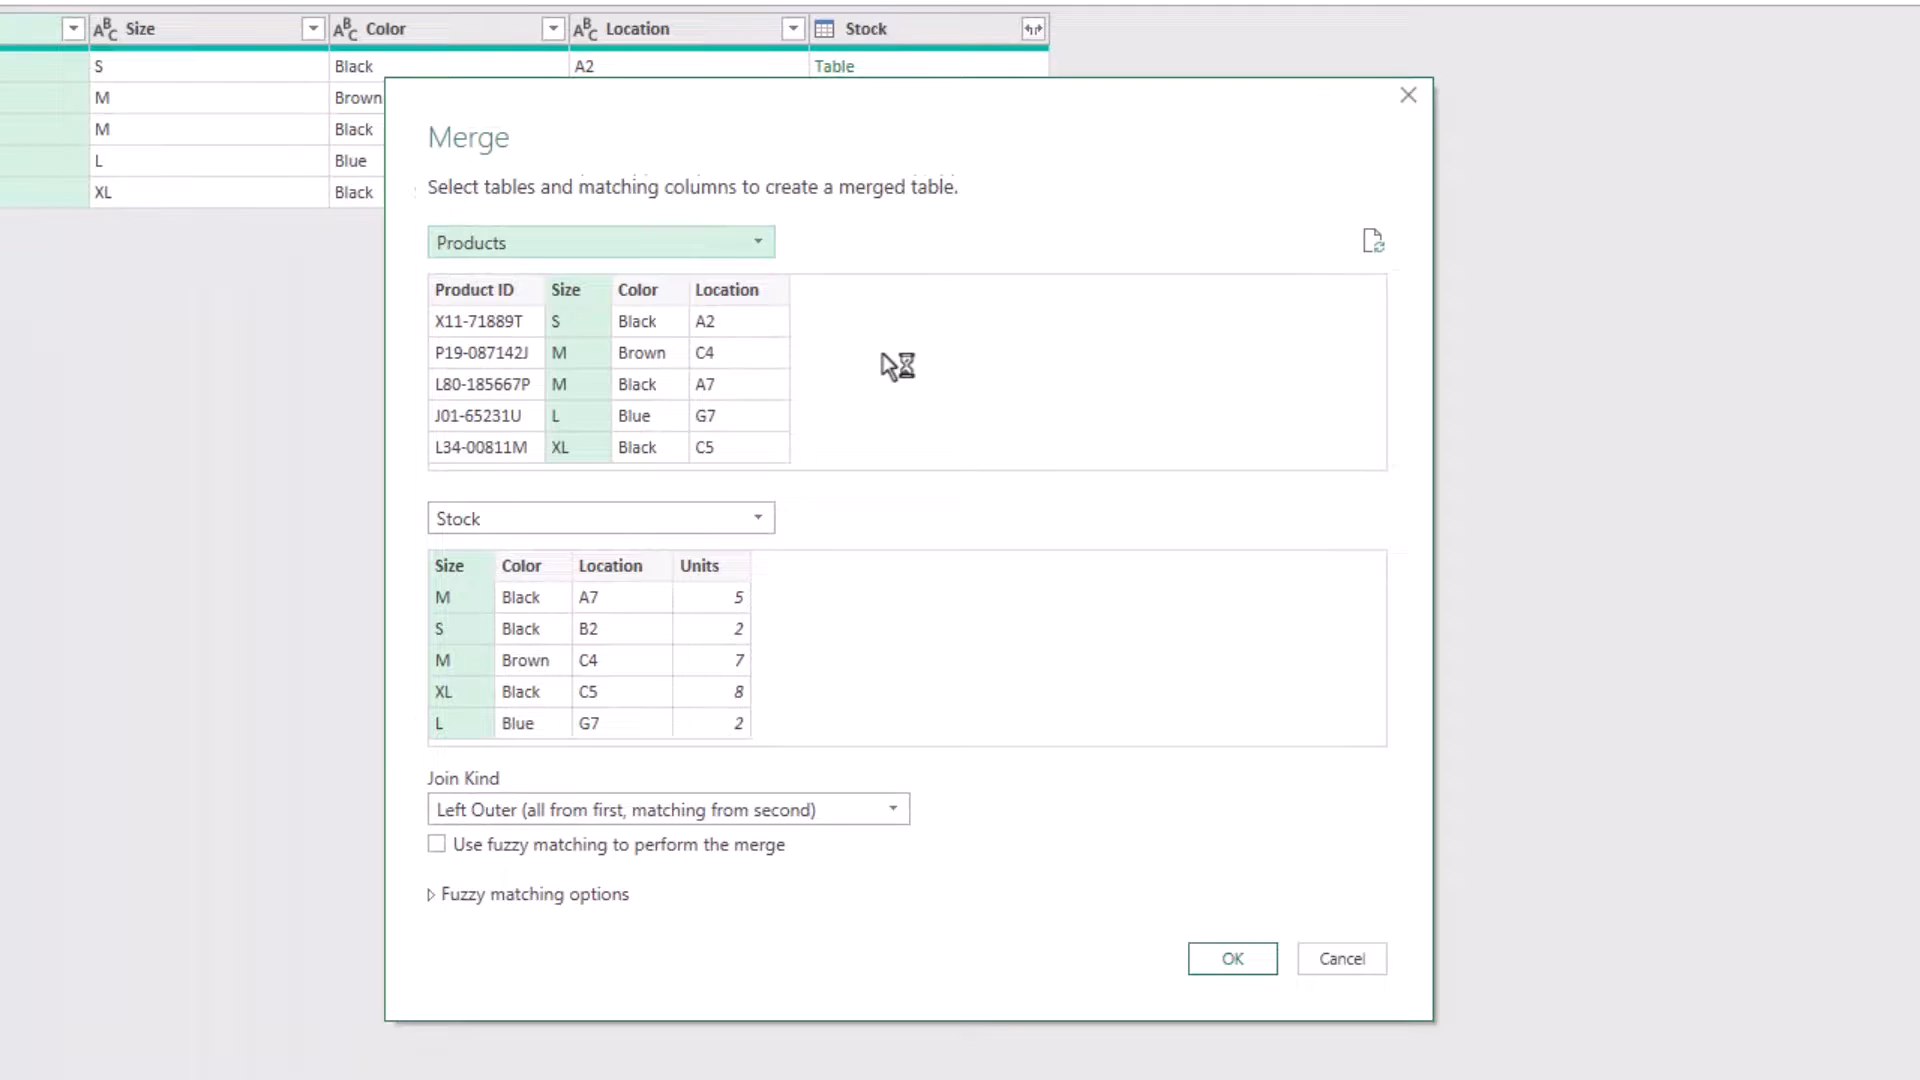 Size Color Location Stock
S Black A2 Table
M Brown
M Black
L Blue
XL Black
Merge
Select tables and matching columns to create a merged table.
Products
Product ID Size Color Location
X11-71889T S Black A2
P19-087142J M Brown C4
L80-185667P M Black A7
J01-65231U L Blue G7
L34-00811M XL Black C5
Stock
Size Color Location Units
M Black A7 5
S Black B2 2
M Brown C4 7
XL Black C5 8
L Blue G7 2
Join Kind
Left Outer (all from first, matching from second)
Use fuzzy matching to perform the merge
Fuzzy matching options
OK Cancel